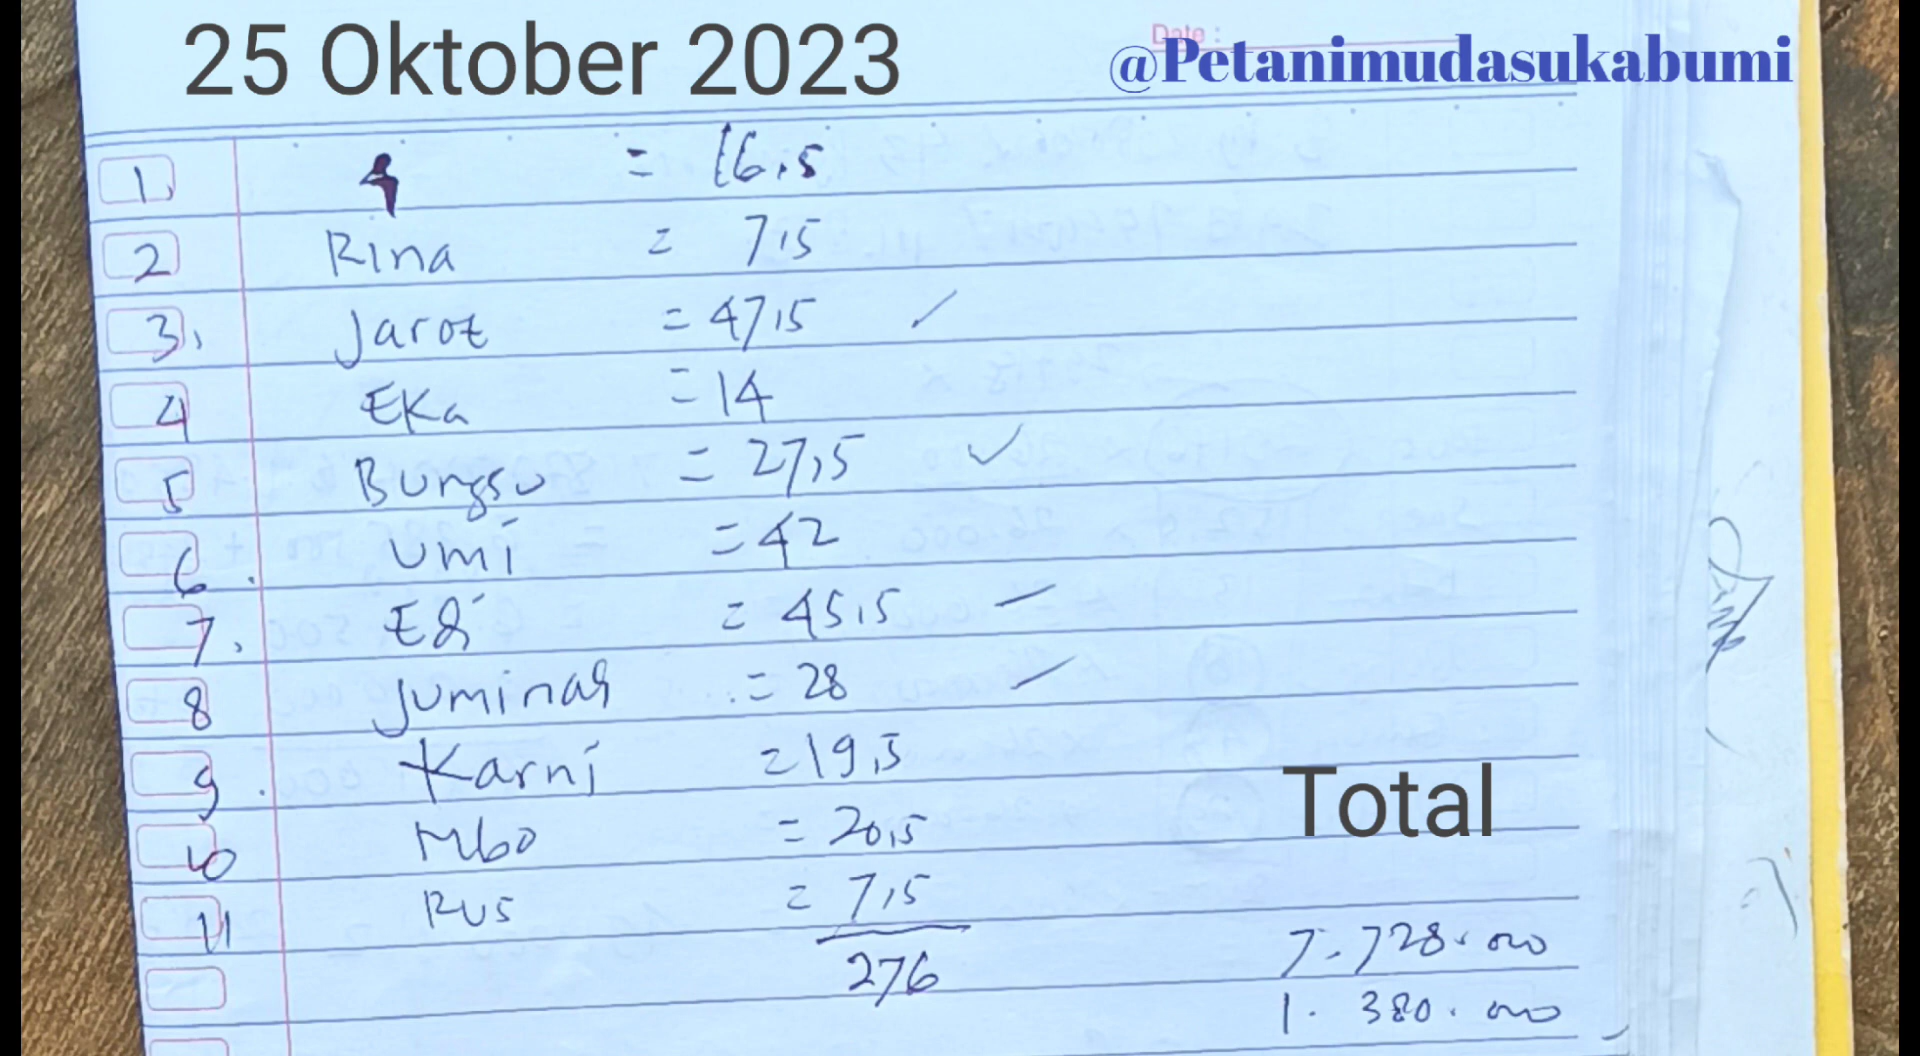 25 Oktober 2023
Date :
@Petanimudasukabumi
1. = 16,5
2 Rina = 7,5
3, Jarot = 47,5 ✓
4 Eka = 14
5 Bungsu = 27,5 ✓
6. Umi = 42
7. Edi = 45,5 ✓
8 Juminah = 28 ✓
9. Karni = 19,5
10 Mbo = 20,5
11 Rus = 7,5
276
Total
7.728.000
1.380.000